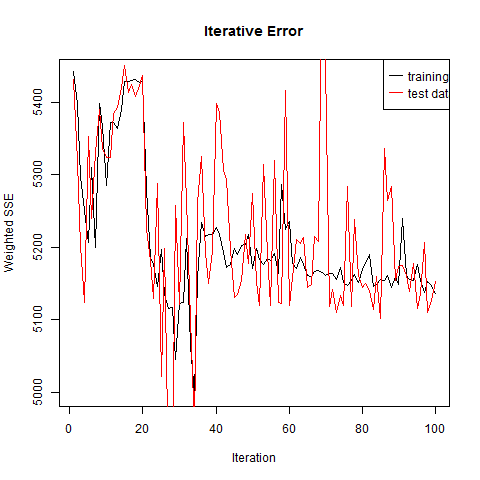 Iterative Error
training
test dat
Weighted SSE
5400
5300
5200
5100
5000
0 20 40 60 80 100
Iteration